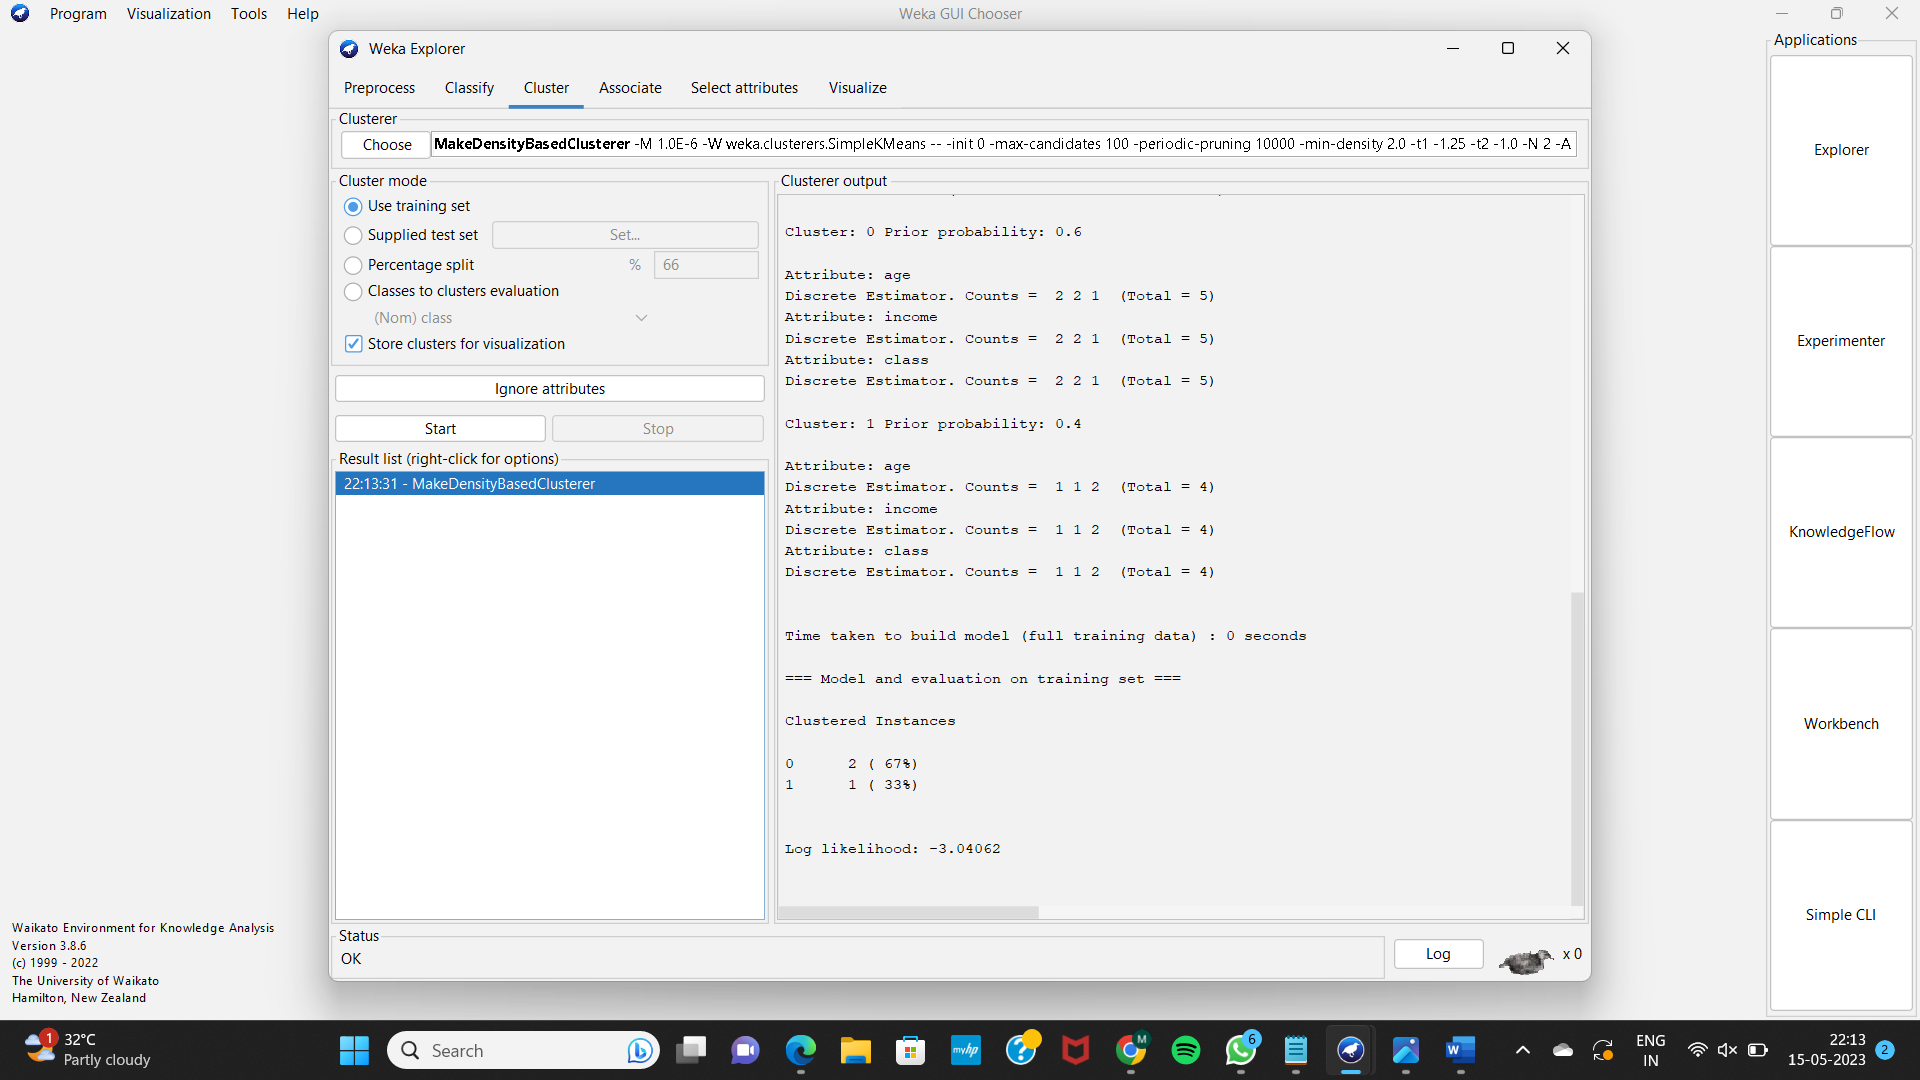 Program Visualization Tools Help
Weka GUI Chooser
Weka Explorer
Preprocess Classify Cluster Associate Select attributes Visualize
Clusterer
Choose
MakeDensityBasedClusterer -M 1.0E-6 -W weka.clusterers.SimpleKMeans -- -init 0 -max-candidates 100 -periodic-pruning 10000 -min-density 2.0 -t1 -1.25 -t2 -1.0 -N 2 -A
Cluster mode
Use training set
Supplied test set Set...
Percentage split % 66
Classes to clusters evaluation
(Nom) class
Store clusters for visualization
Ignore attributes
Start Stop
Result list (right-click for options)
22:13:31 - MakeDensityBasedClusterer
Clusterer output
Cluster: 0 Prior probability: 0.6
Attribute: age
Discrete Estimator. Counts = 2 2 1 (Total = 5)
Attribute: income
Discrete Estimator. Counts = 2 2 1 (Total = 5)
Attribute: class
Discrete Estimator. Counts = 2 2 1 (Total = 5)
Cluster: 1 Prior probability: 0.4
Attribute: age
Discrete Estimator. Counts = 1 1 2 (Total = 4)
Attribute: income
Discrete Estimator. Counts = 1 1 2 (Total = 4)
Attribute: class
Discrete Estimator. Counts = 1 1 2 (Total = 4)
Time taken to build model (full training data) : 0 seconds
=== Model and evaluation on training set ===
Clustered Instances
0 2 ( 67%)
1 1 ( 33%)
Log likelihood: -3.04062
Status
OK
Log
x 0
Applications
Explorer
Experimenter
KnowledgeFlow
Workbench
Simple CLI
Waikato Environment for Knowledge Analysis
Version 3.8.6
(c) 1999 - 2022
The University of Waikato
Hamilton, New Zealand
1
32°C
Partly cloudy
Search
myhp
M
6
W
ENG
IN
22:13
15-05-2023
2